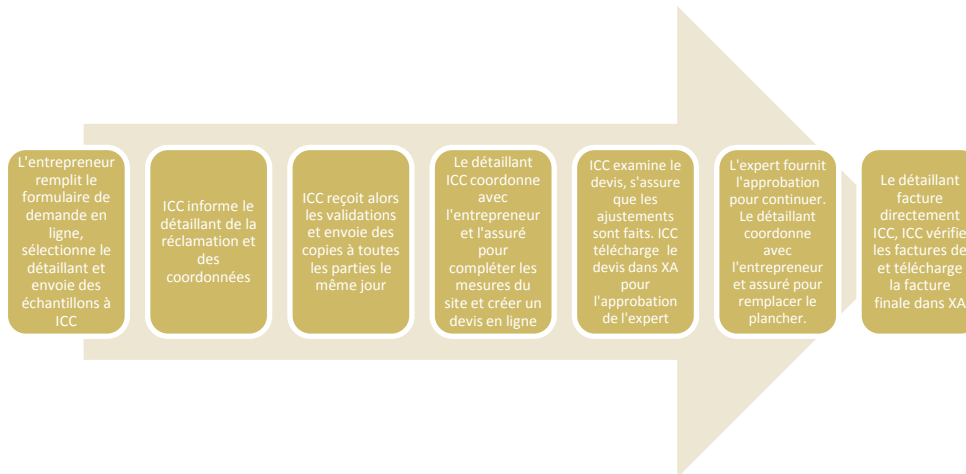 L'entrepreneur
remplit le
formulaire de
demande en
ligne,
sélectionne le
détaillant et
envoie des
échantillons à
ICC
ICC informe le
détaillant de la
réclamation et
des
coordonnées
ICC reçoit alors
les validations
et envoie des
copies à toutes
les parties le
même jour
Le détaillant
ICC coordonne
avec
l'entrepreneur
et l'assuré
pour
compléter les
mesures du
site et créer un
devis en ligne
ICC examine le
devis, s'assure
que les
ajustements
sont faits. ICC
télécharge le
devis dans XA
pour
l'approbation
de l'expert
L'expert fournit
l'approbation
pour continuer.
Le détaillant
coordonne
avec
l'entrepreneur
et assuré pour
remplacer le
plancher.
Le détaillant
facture
directement
ICC, ICC vérifie
les factures de
et télécharge
la facture
finale dans XA